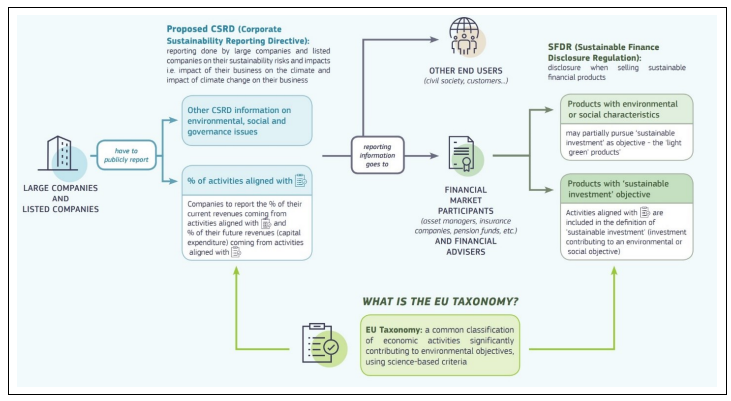 Proposed CSRD (Corporate
Sustainability Reporting Directive):
reporting done by large companies and listed
companies on their sustainability risks and impacts
i.e. impact of their business on the climate and
impact of climate change on their business
Other CSRD information on
environmental, social and
governance issues
have to
publicly report
LARGE COMPANIES
AND
LISTED COMPANIES
% of activities aligned with
Companies to report the % of their
current revenues coming from
activities aligned with and
% of their future revenues (capital
expenditure) coming from activities
aligned with
reporting
information
goes to
OTHER END USERS
(civil society, customers...)
FINANCIAL
MARKET
PARTICIPANTS
(asset managers, insurance
companies, pension funds, etc.)
AND FINANCIAL
ADVISERS
SFDR (Sustainable Finance
Disclosure Regulation):
disclosure when selling sustainable
financial products
Products with environmental
or social characteristics
may partially pursue 'sustainable
investment' as objective - the 'light
green' products'
Products with 'sustainable
investment' objective
Activities aligned with are
included in the definition of
'sustainable investment' (investment
contributing to an environmental or
social objective)
WHAT IS THE EU TAXONOMY?
EU Taxonomy: a common classification
of economic activities significantly
contributing to environmental objectives,
using science-based criteria